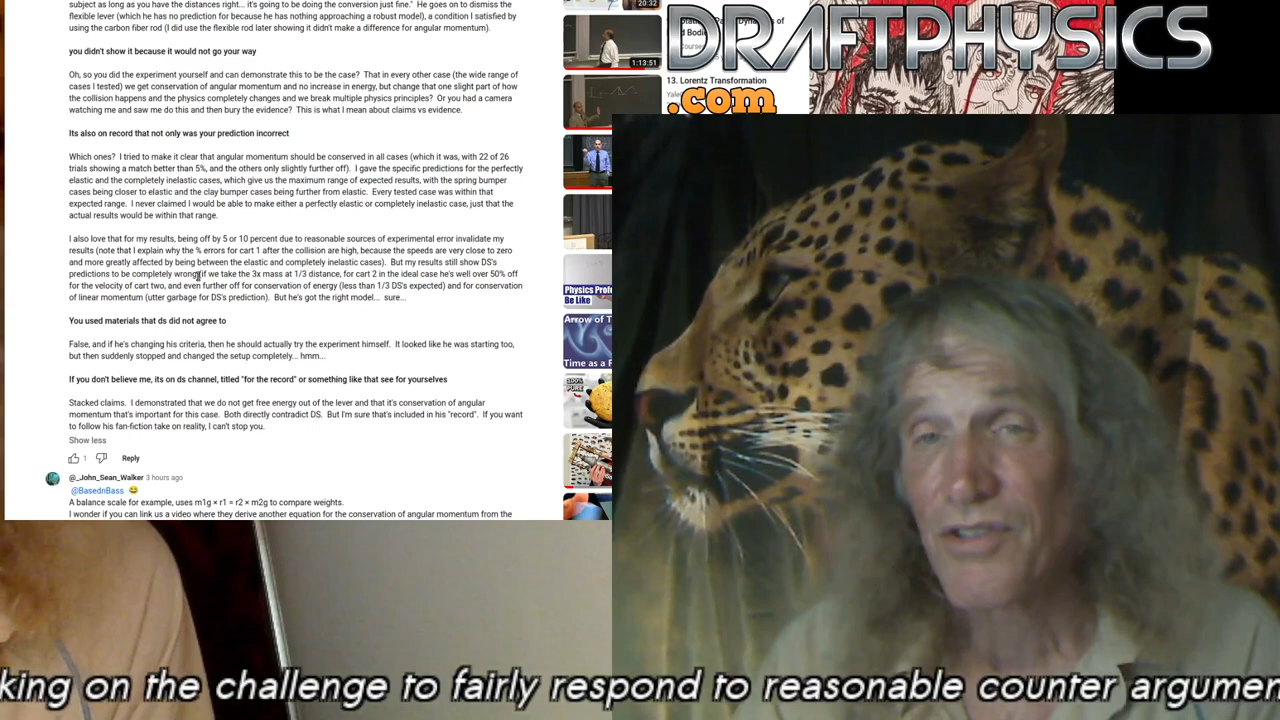 subject as long as you have the distances right... it's going to be doing the conversion just fine." He goes on to dismiss the
flexible lever (which he has no prediction for because he has nothing approaching a robust model), a condition I satisfied by
using the carbon fiber rod (I did use the flexible rod later showing it didn't make a difference for angular momentum).
you didn't show it because it would not go your way
Oh, so you did the experiment yourself and can demonstrate this to be the case? That in every other case (the wide range of
cases I tested) we get conservation of angular momentum and no increase in energy, but change that one slight part of how
the collision happens and the physics completely changes and we break multiple physics principles? Or you had a camera
watching me and saw me do this and then bury the evidence? This is what I mean about claims vs evidence.
Its also on record that not only was your prediction incorrect
Which ones? I tried to make it clear that angular momentum should be conserved in all cases (which it was, with 22 of 26
trials showing a match better than 5%, and the others only slightly further off). I gave the specific predictions for the perfectly
elastic and the completely inelastic cases, which give us the maximum range of expected results, with the spring bumper
cases being closer to elastic and the clay bumper cases being further from elastic. Every tested case was within that
expected range. I never claimed I would be able to make either a perfectly elastic or completely inelastic case, just that the
actual results would be within that range.
I also love that for my results, being off by 5 or 10 percent due to reasonable sources of experimental error invalidate my
results (note that I explain why the % errors for cart 1 after the collision are high, because the speeds are very close to zero
and more greatly affected by being between the elastic and completely inelastic cases). But my results still show DS's
predictions to be completely wrong (if we take the 3x mass at 1/3 distance, for cart 2 in the ideal case he's well over 50% off
for the velocity of cart two, and even further off for conservation of energy (less than 1/3 DS's expected) and for conservation
of linear momentum (utter garbage for DS's prediction). But he's got the right model... sure...
You used materials that ds did not agree to
False, and if he's changing his criteria, then he should actually try the experiment himself. It looked like he was starting too,
but then suddenly stopped and changed the setup completely... hmm...
If you don't believe me, its on ds channel, titled "for the record" or something like that see for yourselves
Stacked claims. I demonstrated that we do not get free energy out of the lever and that it's conservation of angular
momentum that's important for this case. Both directly contradict DS. But I'm sure that's included in his "record". If you want
to follow his fan-fiction take on reality, I can't stop you.
Show less
1 Reply
@_John_Sean_Walker 3 hours ago
@BasednBass 😂
A balance scale for example, uses m1g × r1 = r2 × m2g to compare weights.
I wonder if you can link us a video where they derive another equation for the conservation of angular momentum from the
20:32
of
d Bodi
Cours
1:13:51
13. Lorentz Transformation
Yale
Physics Prof
Be Like
Arrow of T
Time as a F
100% PURE
DRAFTPHYSICS
.com
king on the challenge to fairly respond to reasonable counter argumen